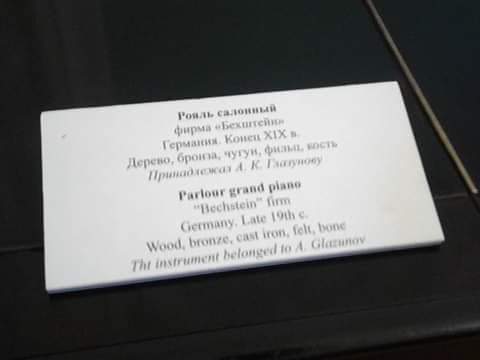 Рояль салонный
фирма «Бехштейн»
Германия. Конец XIX в.
Дерево, бронза, чугун, фильц, кость
Принадлежал А. К. Глазунову
Parlour grand piano
"Bechstein" firm
Germany. Late 19th c.
Wood, bronze, cast iron, felt, bone
Tht instrument belonged to A. Glazunov